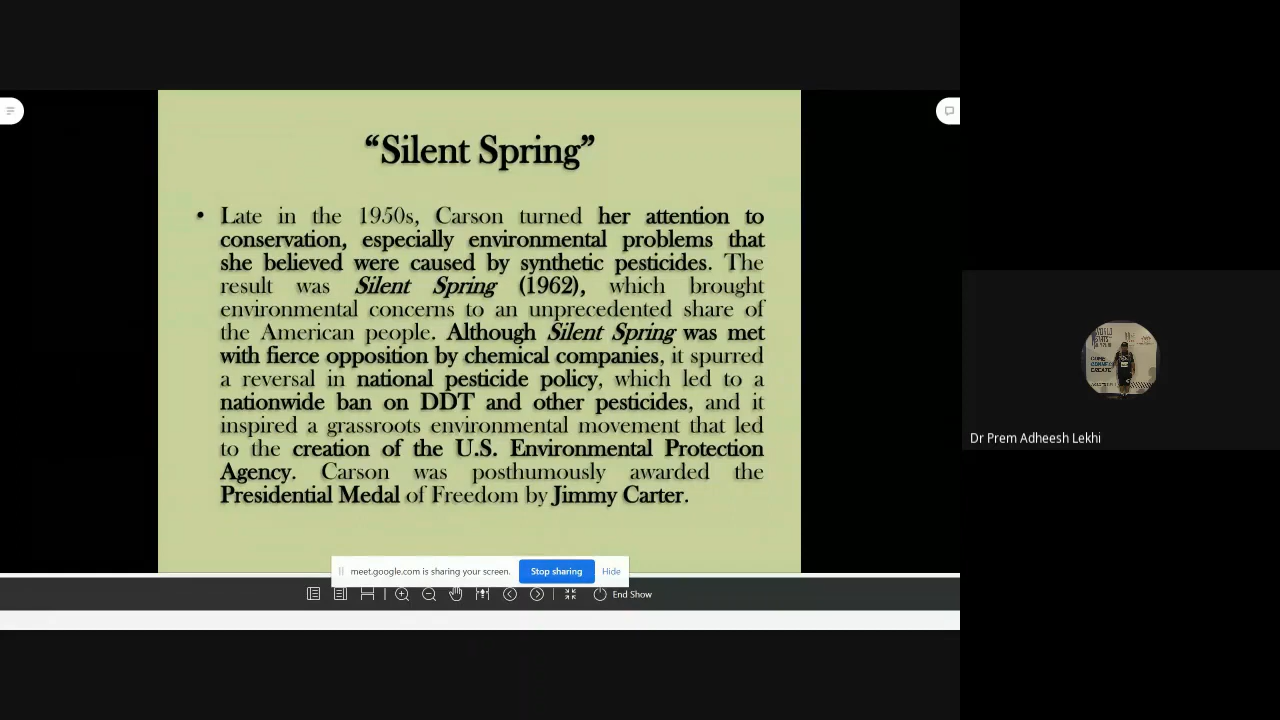 “Silent Spring”
• Late in the 1950s, Carson turned her attention to
conservation, especially environmental problems that
she believed were caused by synthetic pesticides. The
result was Silent Spring (1962), which brought
environmental concerns to an unprecedented share of
the American people. Although Silent Spring was met
with fierce opposition by chemical companies, it spurred
a reversal in national pesticide policy, which led to a
nationwide ban on DDT and other pesticides, and it
inspired a grassroots environmental movement that led
to the creation of the U.S. Environmental Protection
Agency. Carson was posthumously awarded the
Presidential Medal of Freedom by Jimmy Carter.
meet.google.com is sharing your screen. Stop sharing Hide
End Show
Dr Prem Adheesh Lekhi